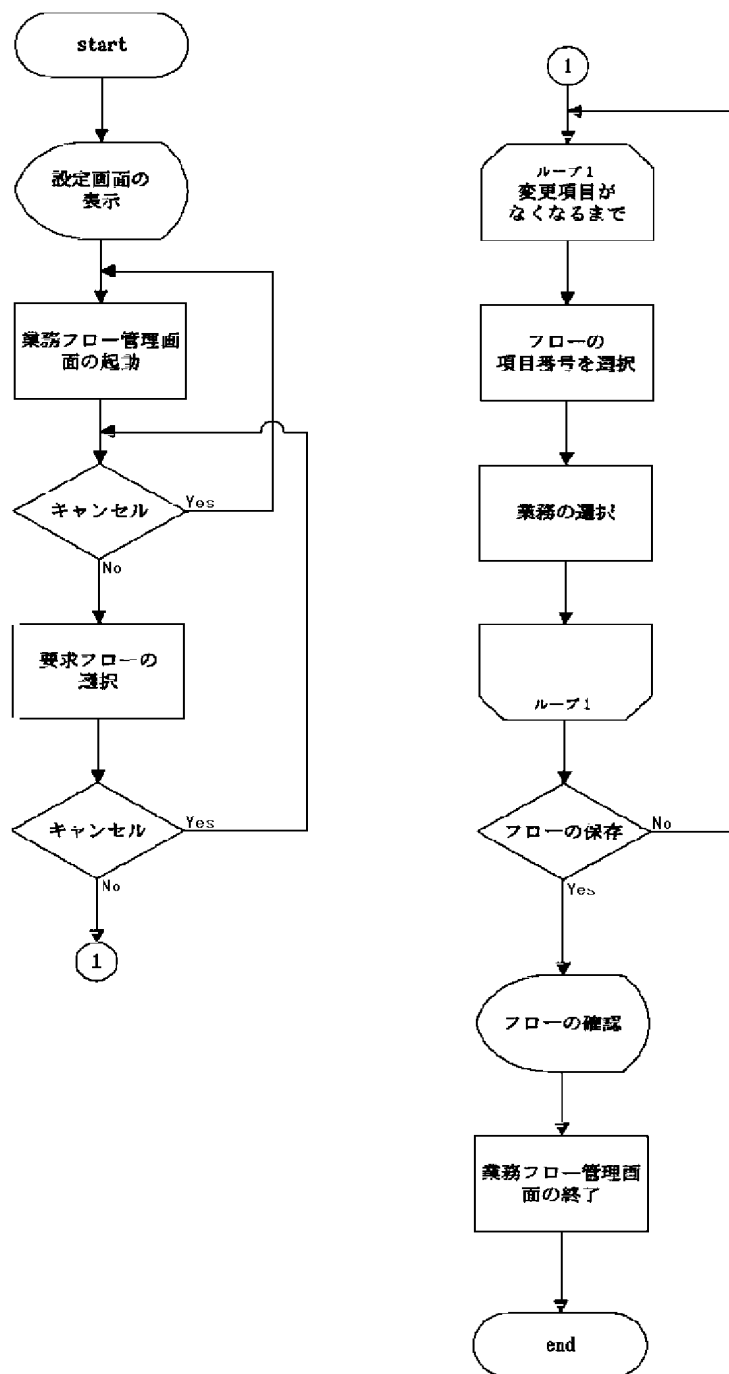 start
設定画面の
表示
業務フロー管理画
面の起動
キャンセル
Yes
No
要求フローの
選択
キャンセル
Yes
No
1
1
ループ1
変更項目が
なくなるまで
フローの
項目番号を選択
業務の選択
ループ1
フローの保存
No
Yes
フローの確認
業務フロー管理画
面の終了
end